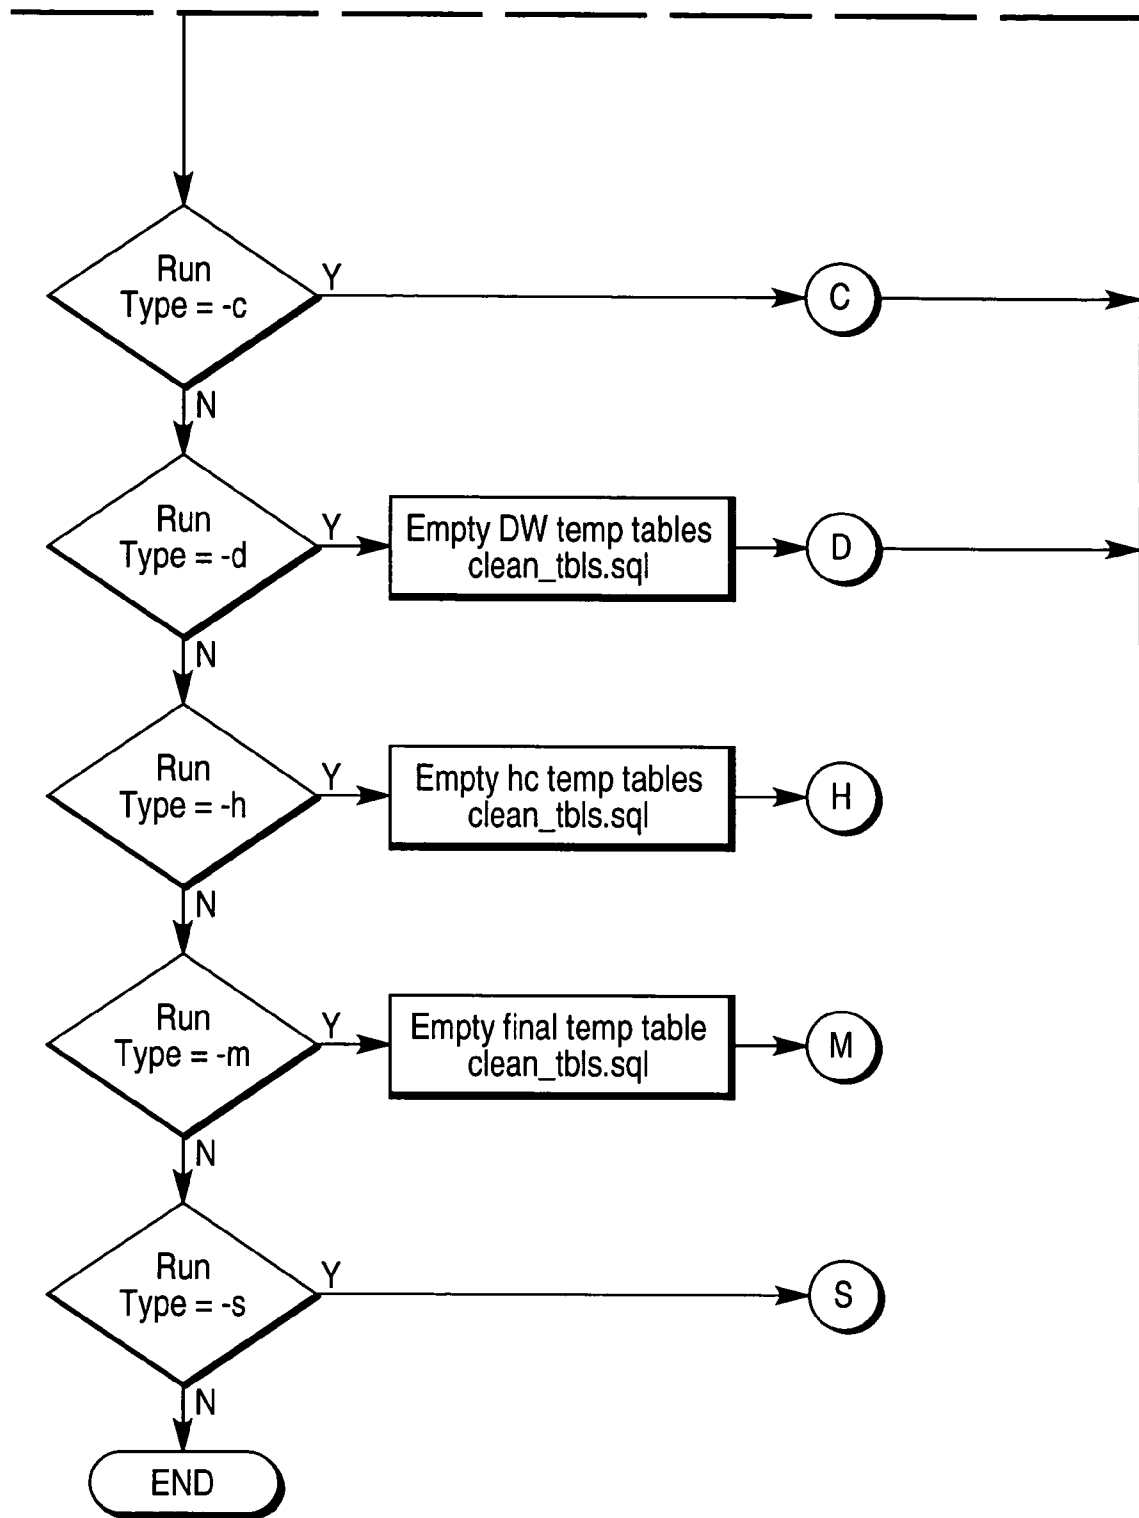 Run
Type = -c
Y
C
N
Run
Type = -d
Y
Empty DW temp tables
clean_tbls.sql
D
N
Run
Type = -h
Y
Empty hc temp tables
clean_tbls.sql
H
N
Run
Type = -m
Y
Empty final temp table
clean_tbls.sql
M
N
Run
Type = -s
Y
S
N
END